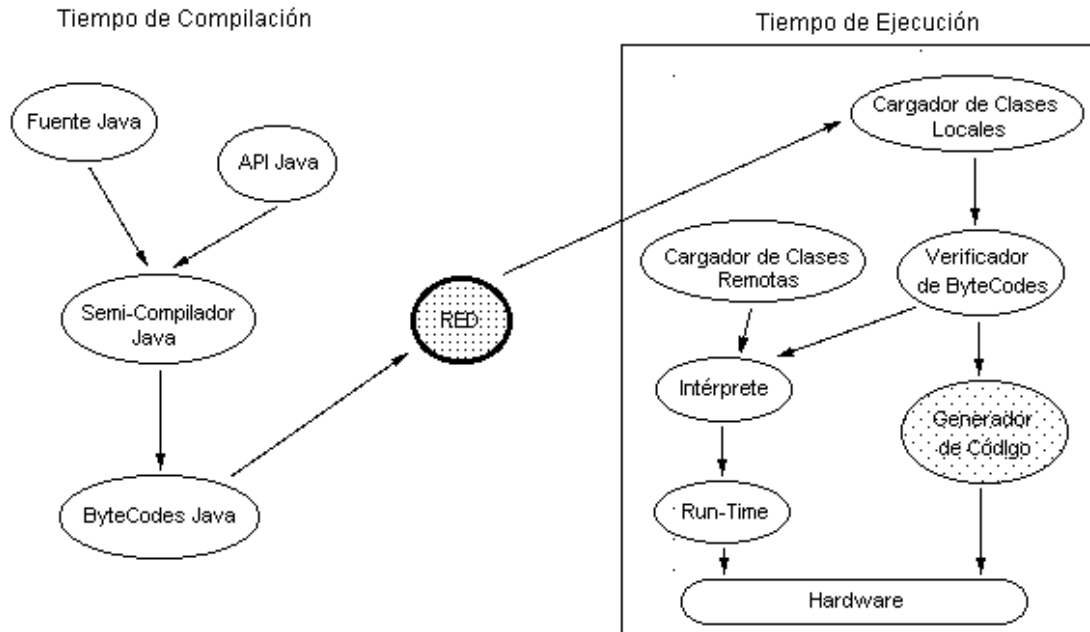 Tiempo de Compilación
Tiempo de Ejecución
Fuente Java
API Java
Cargador de Clases
Locales
Cargador de Clases
Remotas
Verificador
de ByteCodes
Semi-Compilador
Java
RED
Intérprete
Generador
de Código
ByteCodes Java
Run-Time
Hardware